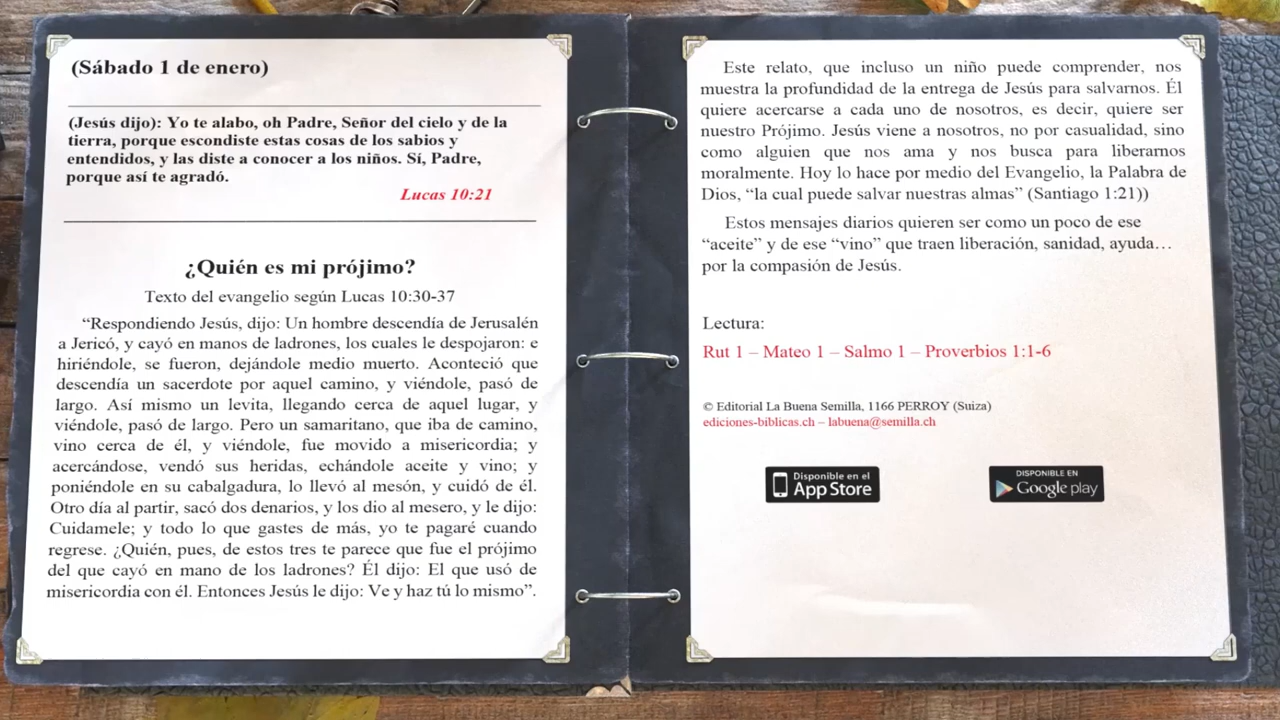 (Sábado 1 de enero)
(Jesús dijo): Yo te alabo, oh Padre, Señor del cielo y de la
tierra, porque escondiste estas cosas de los sabios y
entendidos, y las diste a conocer a los niños. Sí, Padre,
porque así te agradó.
Lucas 10:21
¿Quién es mi prójimo?
Texto del evangelio según Lucas 10:30-37
“Respondiendo Jesús, dijo: Un hombre descendía de Jerusalén
a Jericó, y cayó en manos de ladrones, los cuales le despojaron: e
hiriéndole, se fueron, dejándole medio muerto. Aconteció que
descendía un sacerdote por aquel camino, y viéndole, pasó de
largo. Así mismo un levita, llegando cerca de aquel lugar, y
viéndole, pasó de largo. Pero un samaritano, que iba de camino,
vino cerca de él, y viéndole, fue movido a misericordia; y
acercándose, vendó sus heridas, echándole aceite y vino; y
poniéndole en su cabalgadura, lo llevó al mesón, y cuidó de él.
Otro día al partir, sacó dos denarios, y los dio al mesero, y le dijo:
Cuidamele; y todo lo que gastes de más, yo te pagaré cuando
regrese. ¿Quién, pues, de estos tres te parece que fue el prójimo
del que cayó en mano de los ladrones? Él dijo: El que usó de
misericordia con él. Entonces Jesús le dijo: Ve y haz tú lo mismo”.
Este relato, que incluso un niño puede comprender, nos
muestra la profundidad de la entrega de Jesús para salvarnos. Él
quiere acercarse a cada uno de nosotros, es decir, quiere ser
nuestro Prójimo. Jesús viene a nosotros, no por casualidad, sino
como alguien que nos ama y nos busca para liberarnos
moralmente. Hoy lo hace por medio del Evangelio, la Palabra de
Dios, “la cual puede salvar nuestras almas” (Santiago 1:21))
Estos mensajes diarios quieren ser como un poco de ese
“aceite” y de ese “vino” que traen liberación, sanidad, ayuda…
por la compasión de Jesús.
Lectura:
Rut 1 – Mateo 1 – Salmo 1 – Proverbios 1:1-6
© Editorial La Buena Semilla, 1166 PERROY (Suiza)
ediciones-biblicas.ch – labuena@semilla.ch
Disponible en el
App Store
DISPONIBLE EN
Google play